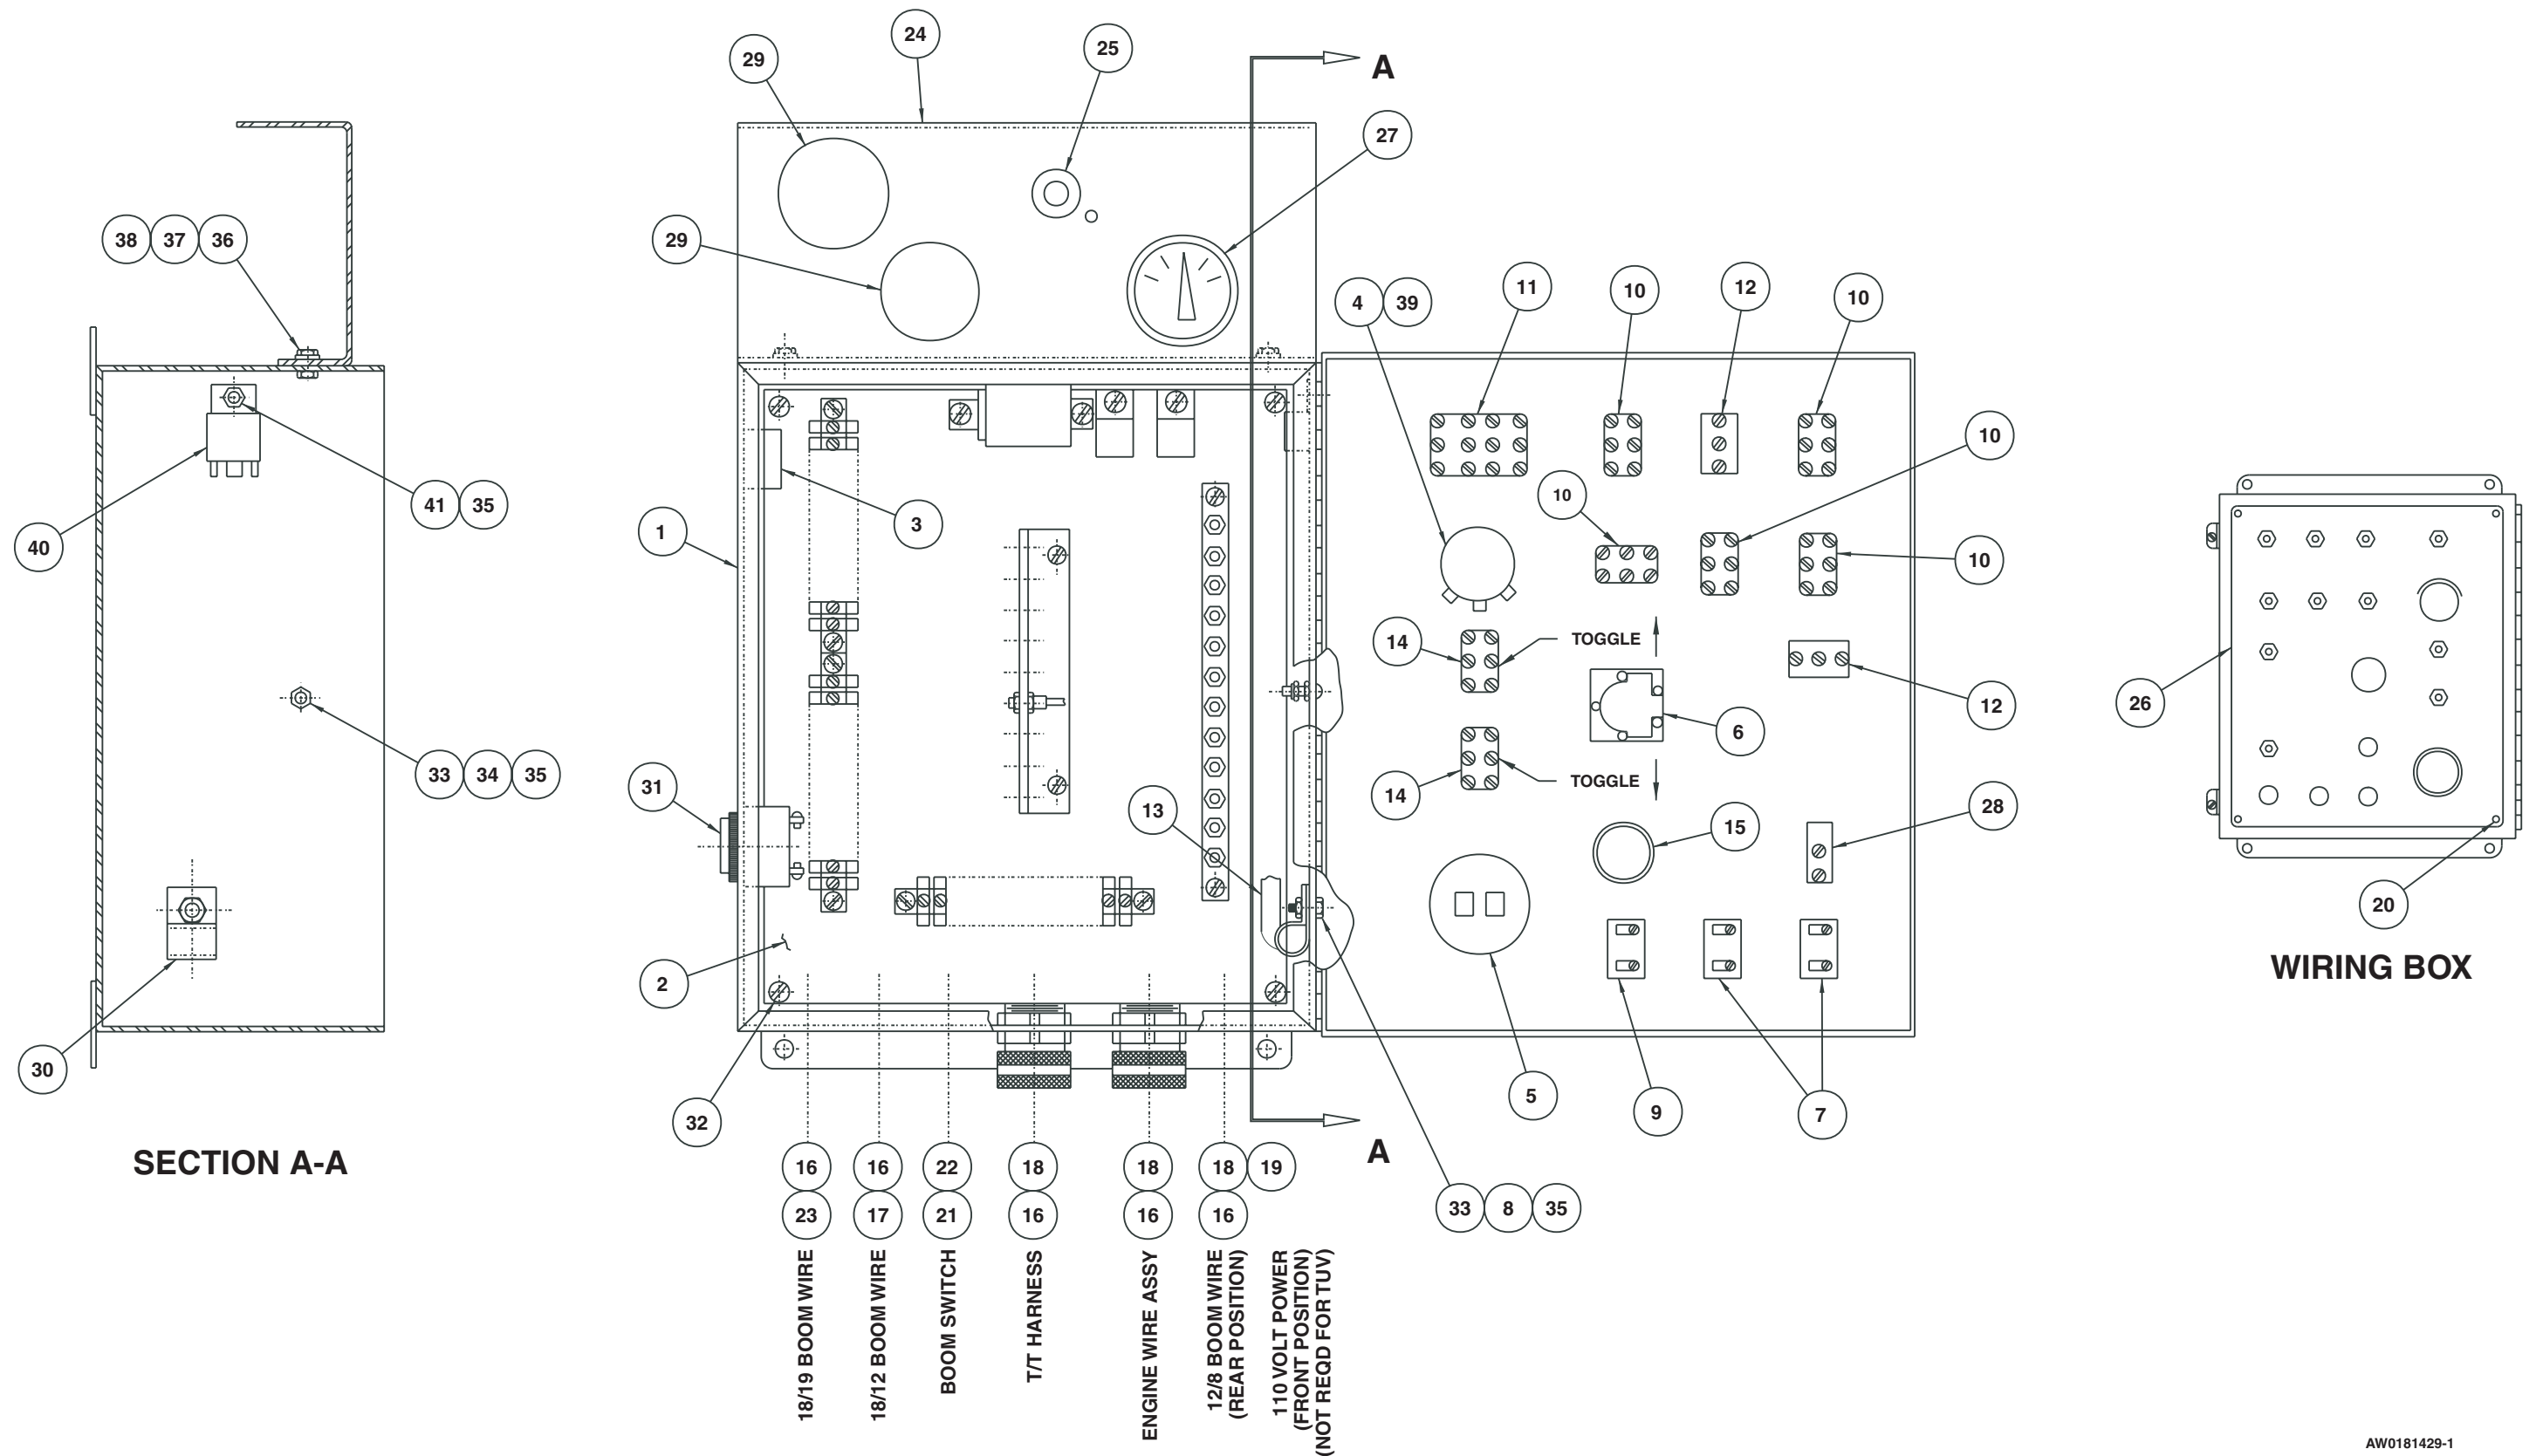 24
25
29
A
27
29
38 37 36
4 39
11
10
12
10
10
41 35
40
3
1
10
10
14
TOGGLE
12
26
6
33 34 35
31
13
14
TOGGLE
28
15
20
WIRING BOX
2
30
32
5
9
7
SECTION A-A
A
16
16
22
18
18
18 19
23
17
21
16
16
16
33 8 35
18/19 BOOM WIRE
18/12 BOOM WIRE
BOOM SWITCH
T/T HARNESS
ENGINE WIRE ASSY
12/8 BOOM WIRE
(REAR POSITION)
110 VOLT POWER
(FRONT POSITION)
(NOT REQD FOR TUV)
AW0181429-1